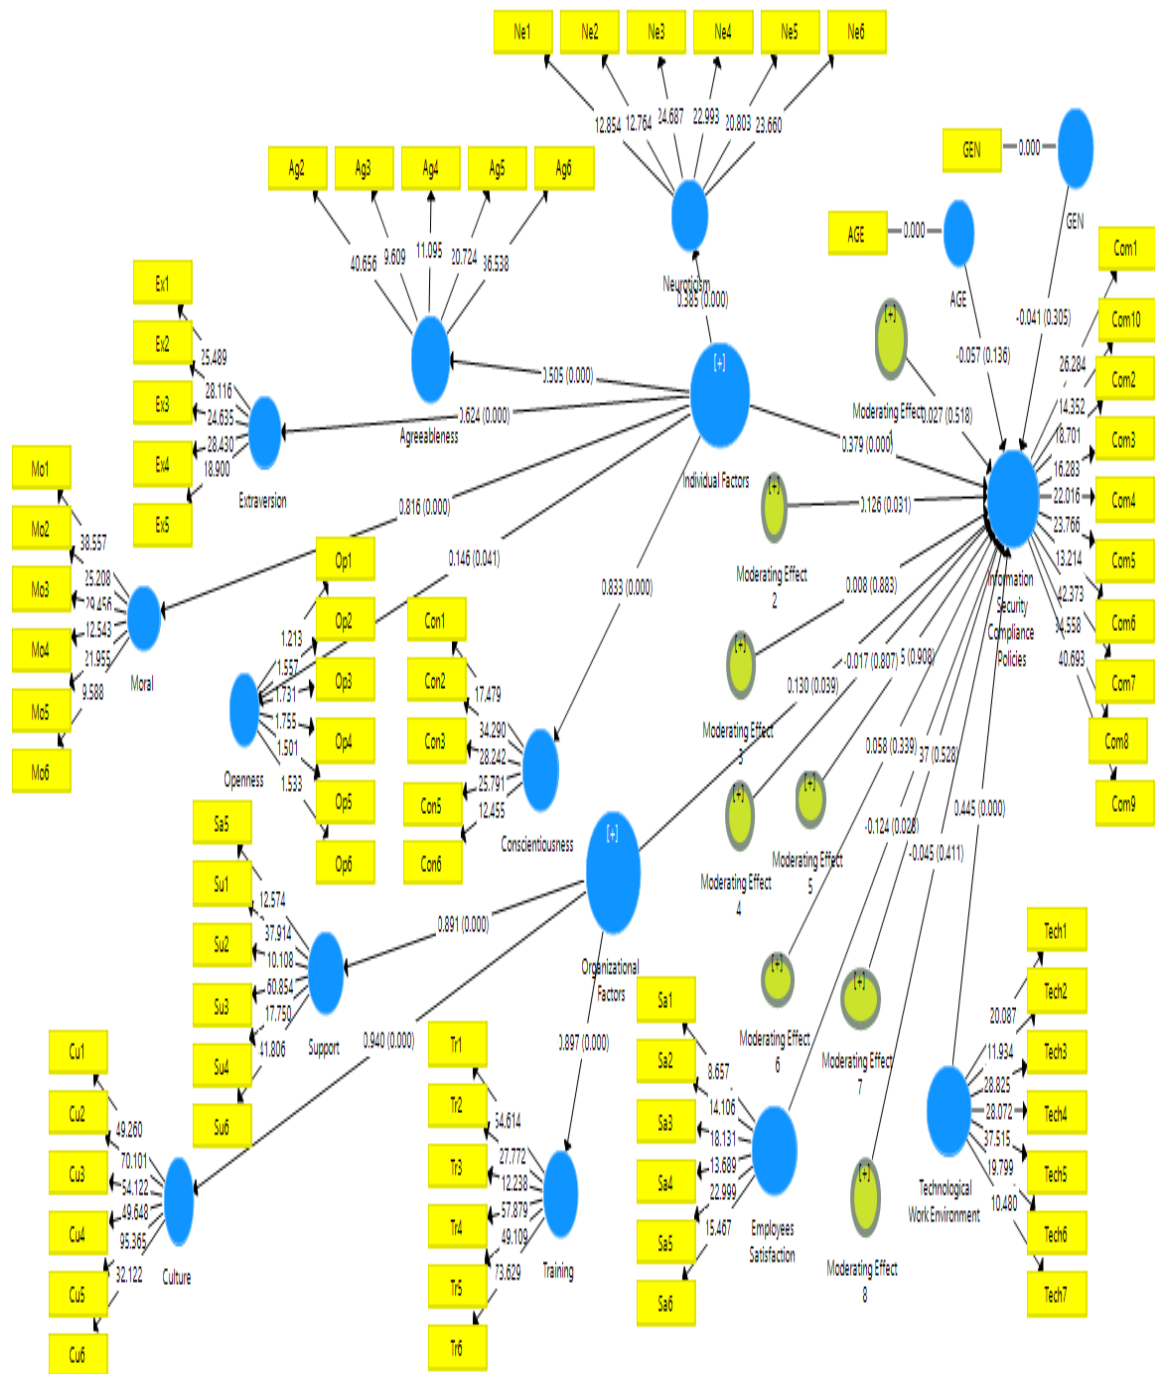 Ne1
Ne2
Ne3
Ne4
Ne5
Ne6
12.854
12.764
24.687
22.993
20.803
23.660
Neuroticism
0.385 (0.000)
GEN
0.000
GEN
AGE
0.000
AGE
-0.041 (0.305)
-0.057 (0.136)
Ag2
Ag3
Ag4
Ag5
Ag6
40.656
9.609
11.095
20.724
36.538
Agreeableness
0.505 (0.000)
Ex1
Ex2
Ex3
Ex4
Ex5
25.489
28.116
24.635
28.430
18.900
Extraversion
0.624 (0.000)
[+]
Individual Factors
0.379 (0.000)
[+]
Moderating Effect
1
0.027 (0.518)
[+]
Moderating Effect
2
0.126 (0.031)
Com1
Com10
Com2
Com3
Com4
Com5
Com6
Com7
Com8
Com9
26.284
14.352
18.701
16.283
22.016
23.766
13.214
42.373
34.558
40.693
Information
Security
Compliance
Policies
Mo1
Mo2
Mo3
Mo4
Mo5
Mo6
38.557
25.208
29.456
12.543
21.955
9.588
Moral
0.816 (0.000)
0.146 (0.041)
Op1
Op2
Op3
Op4
Op5
Op6
1.213
1.557
1.731
1.755
1.501
1.533
Openness
Con1
Con2
Con3
Con5
Con6
17.479
34.290
28.242
25.791
12.455
Conscientiousness
0.833 (0.000)
[+]
Moderating Effect
3
0.008 (0.883)
[+]
Moderating Effect
4
-0.017 (0.807)
[+]
Moderating Effect
5
5 (0.908)
0.130 (0.039)
0.058 (0.339)
37 (0.528)
-0.124 (0.028)
-0.045 (0.411)
0.445 (0.000)
[+]
Organizational
Factors
Sa5
Su1
Su2
Su3
Su4
Su6
12.574
37.914
10.108
60.854
17.750
41.806
Support
0.891 (0.000)
0.940 (0.000)
0.897 (0.000)
Cu1
Cu2
Cu3
Cu4
Cu5
Cu6
49.260
70.101
54.122
49.648
95.365
32.122
Culture
Tr1
Tr2
Tr3
Tr4
Tr5
Tr6
54.614
27.772
12.238
57.879
49.109
73.629
Training
Sa1
Sa2
Sa3
Sa4
Sa5
Sa6
8.657
14.106
18.131
13.689
22.999
15.467
Employees
Satisfaction
[+]
Moderating Effect
6
[+]
Moderating Effect
7
[+]
Moderating Effect
8
Technological
Work Environment
Tech1
Tech2
Tech3
Tech4
Tech5
Tech6
Tech7
20.087
11.934
28.825
28.072
37.515
19.799
10.480